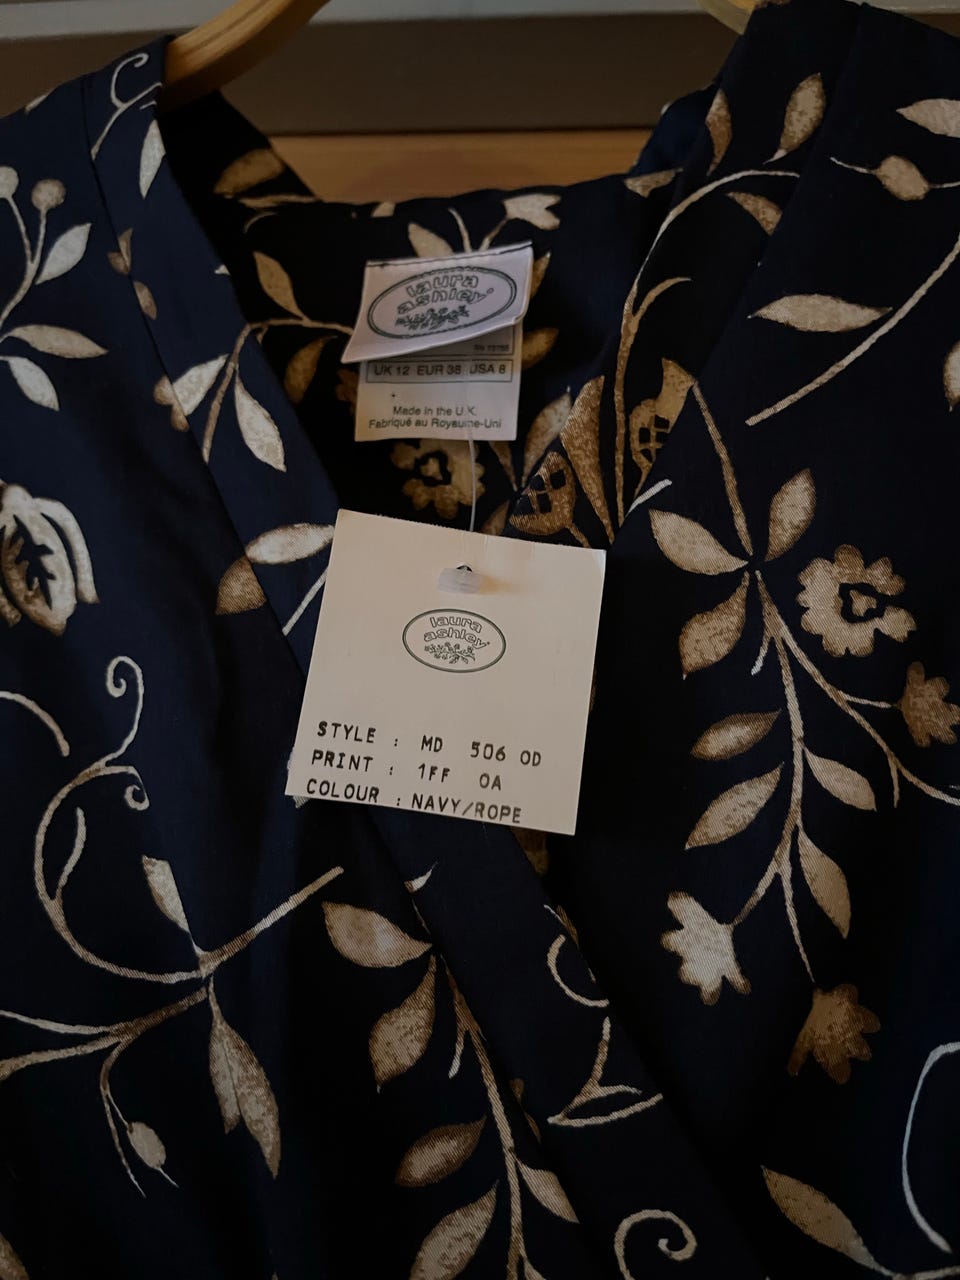 laura
ashley
UK 12 EUR 38 USA 8
Made in the U.K.
Fabriqué au Royaume-Uni
laura
ashley
STYLE : MD 506 OD
PRINT : 1FF OA
COLOUR : NAVY/ROPE